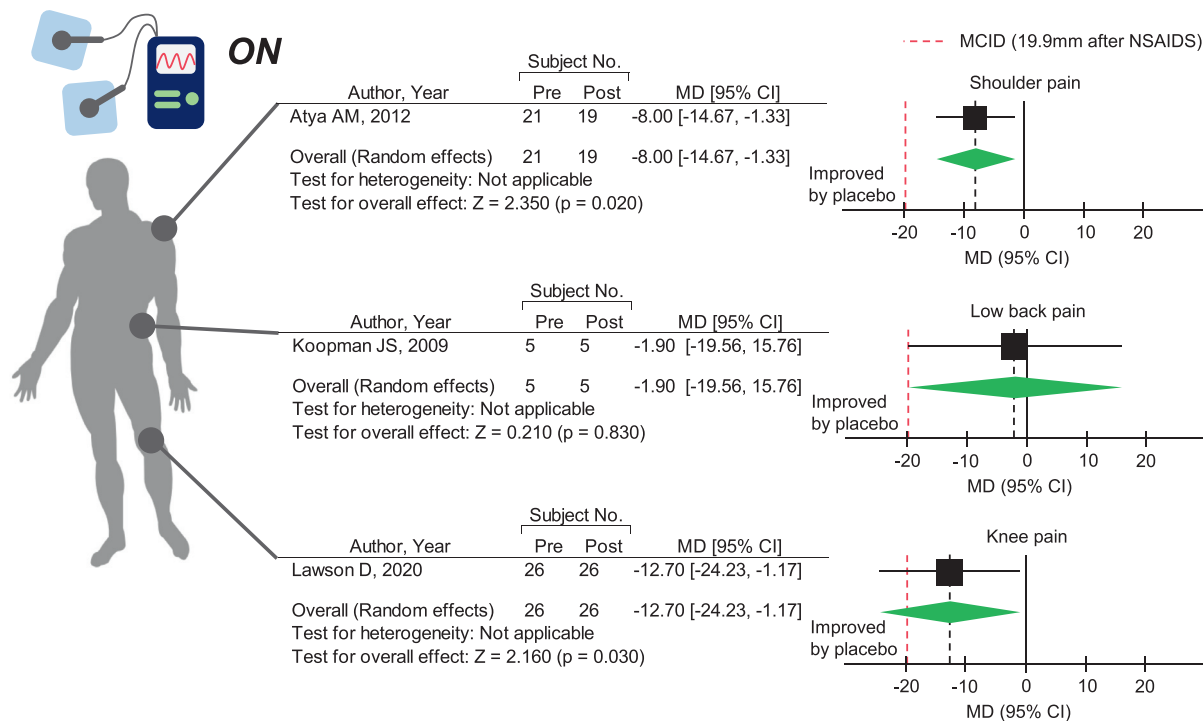 ON
MCID (19.9mm after NSAIDS)
Subject No.
Author, Year Pre Post MD [95% CI]
Atya AM, 2012 21 19 -8.00 [-14.67, -1.33]
Overall (Random effects) 21 19 -8.00 [-14.67, -1.33]
Test for heterogeneity: Not applicable
Test for overall effect: Z = 2.350 (p = 0.020)
Shoulder pain
Improved
by placebo
-20 -10 0 10 20
MD (95% CI)
Subject No.
Author, Year Pre Post MD [95% CI]
Koopman JS, 2009 5 5 -1.90 [-19.56, 15.76]
Overall (Random effects) 5 5 -1.90 [-19.56, 15.76]
Test for heterogeneity: Not applicable
Test for overall effect: Z = 0.210 (p = 0.830)
Low back pain
Improved
by placebo
-20 -10 0 10 20
MD (95% CI)
Subject No.
Author, Year Pre Post MD [95% CI]
Lawson D, 2020 26 26 -12.70 [-24.23, -1.17]
Overall (Random effects) 26 26 -12.70 [-24.23, -1.17]
Test for heterogeneity: Not applicable
Test for overall effect: Z = 2.160 (p = 0.030)
Knee pain
Improved
by placebo
-20 -10 0 10 20
MD (95% CI)